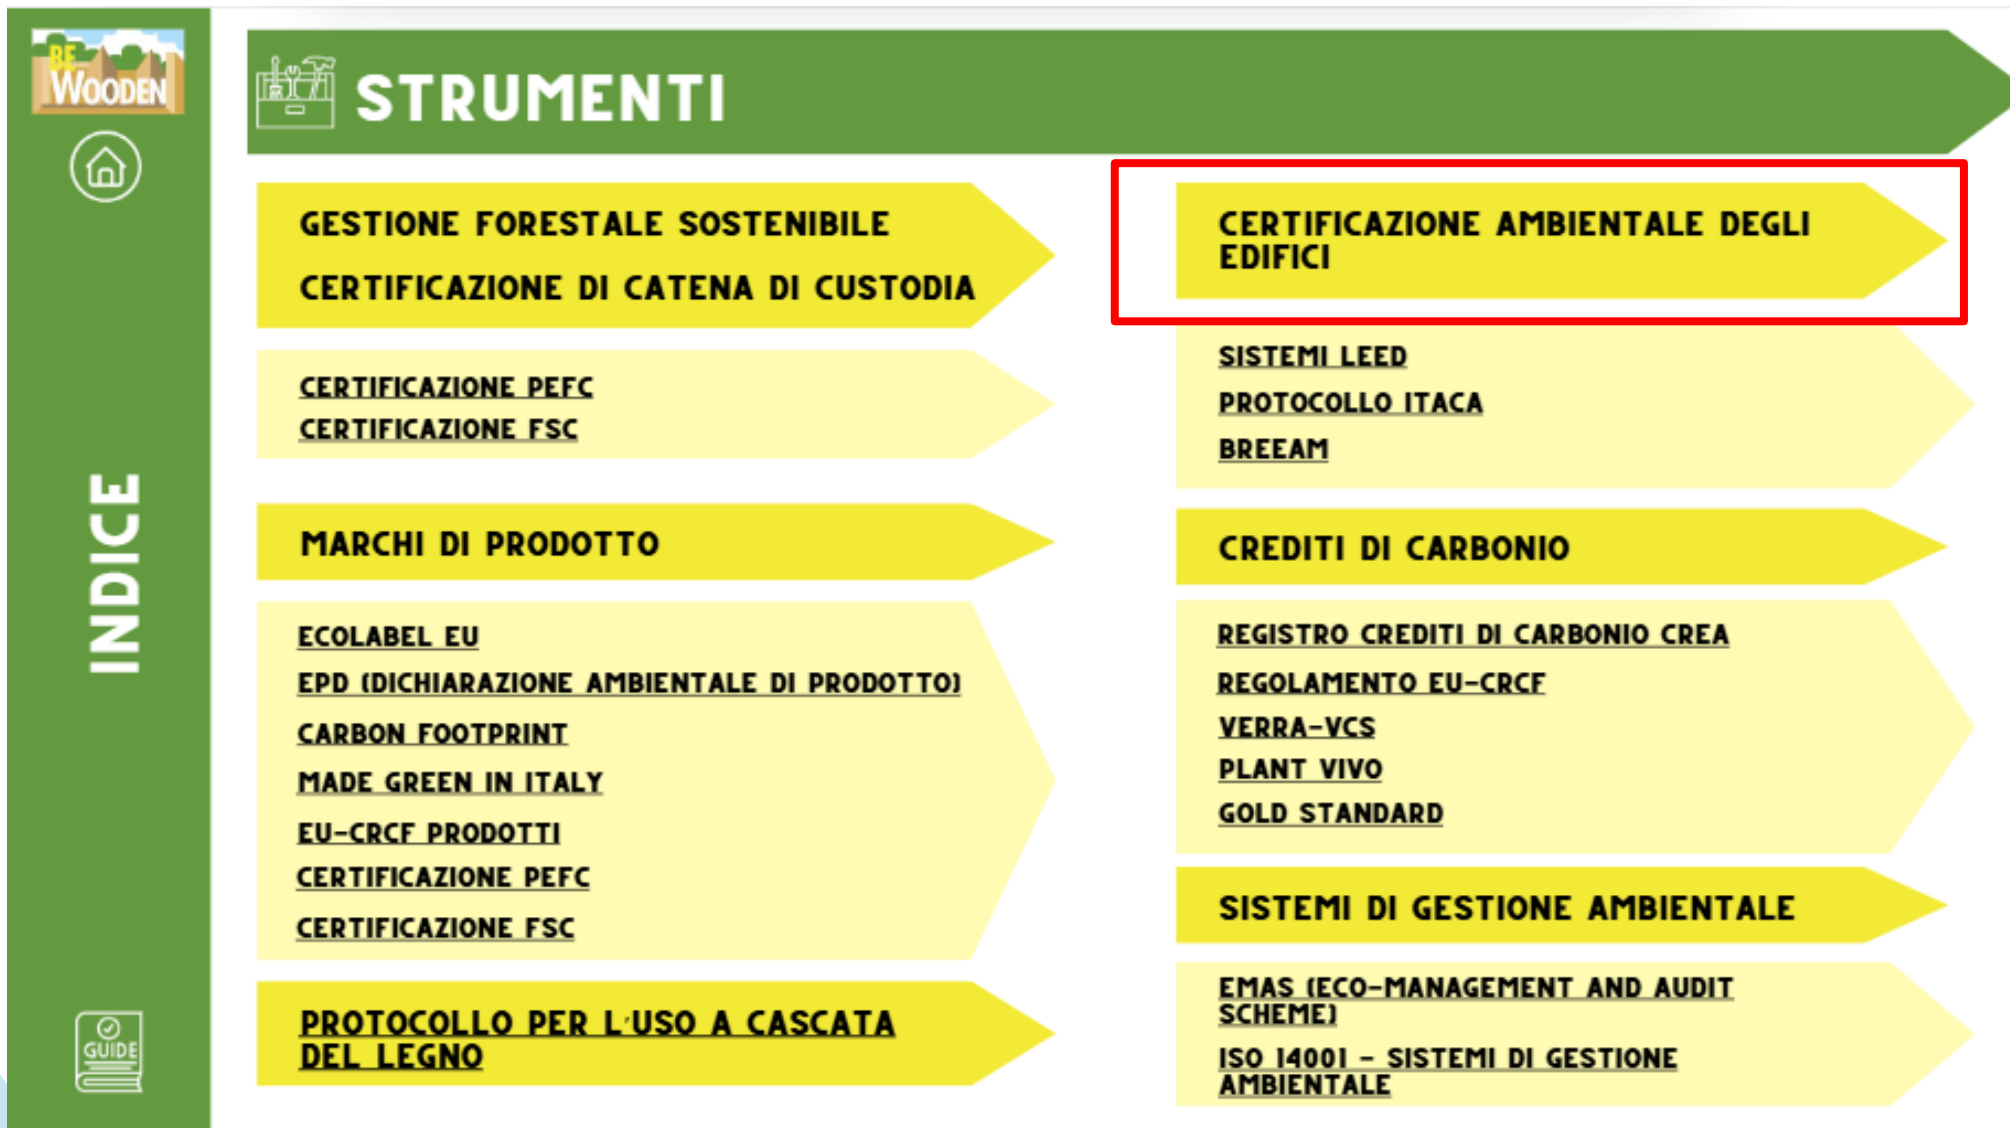 BE
WOODEN
INDICE
GUIDE
STRUMENTI
GESTIONE FORESTALE SOSTENIBILE
CERTIFICAZIONE DI CATENA DI CUSTODIA
CERTIFICAZIONE PEFC
CERTIFICAZIONE FSC
MARCHI DI PRODOTTO
ECOLABEL EU
EPD (DICHIARAZIONE AMBIENTALE DI PRODOTTO)
CARBON FOOTPRINT
MADE GREEN IN ITALY
EU-CRCF PRODOTTI
CERTIFICAZIONE PEFC
CERTIFICAZIONE FSC
PROTOCOLLO PER L'USO A CASCATA
DEL LEGNO
CERTIFICAZIONE AMBIENTALE DEGLI
EDIFICI
SISTEMI LEED
PROTOCOLLO ITACA
BREEAM
CREDITI DI CARBONIO
REGISTRO CREDITI DI CARBONIO CREA
REGOLAMENTO EU-CRCF
VERRA-VCS
PLANT VIVO
GOLD STANDARD
SISTEMI DI GESTIONE AMBIENTALE
EMAS (ECO-MANAGEMENT AND AUDIT
SCHEME)
ISO 14001 - SISTEMI DI GESTIONE
AMBIENTALE